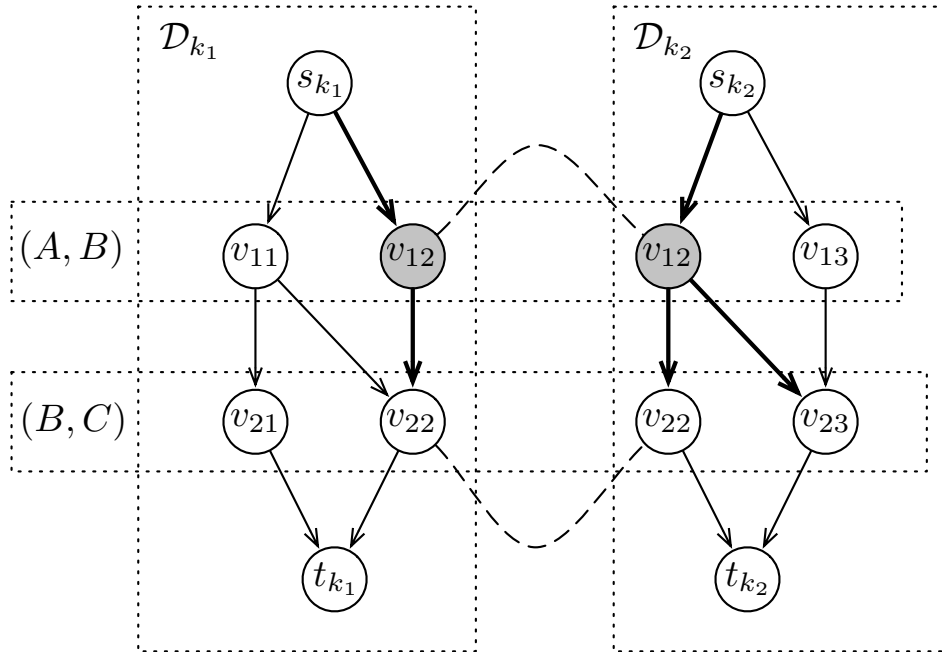 𝒟_{k_1} 𝒟_{k_2}
s_{k_1} s_{k_2}
(A, B) v_{11} v_{12} v_{12} v_{13}
(B, C) v_{21} v_{22} v_{22} v_{23}
t_{k_1} t_{k_2}